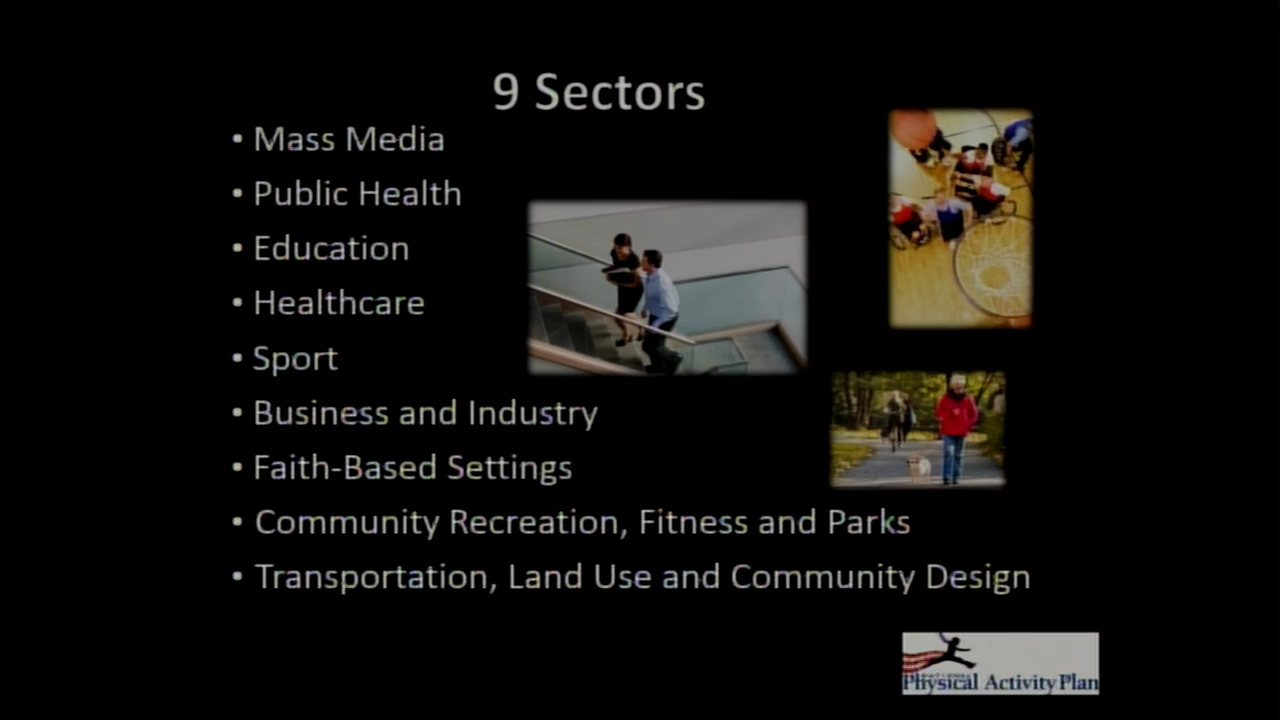 9 Sectors
• Mass Media
• Public Health
• Education
• Healthcare
• Sport
• Business and Industry
• Faith-Based Settings
• Community Recreation, Fitness and Parks
• Transportation, Land Use and Community Design
Physical Activity Plan